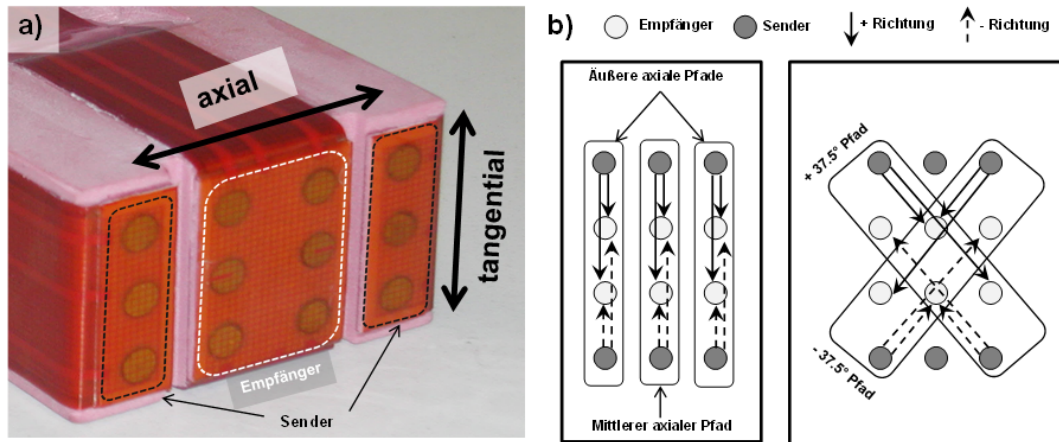 a)
axial
tangential
Empfänger
Sender
b)
Empfänger
Sender
+ Richtung
- Richtung
Äußere axiale Pfade
Mittlerer axialer Pfad
+ 37.5° Pfad
- 37.5° Pfad